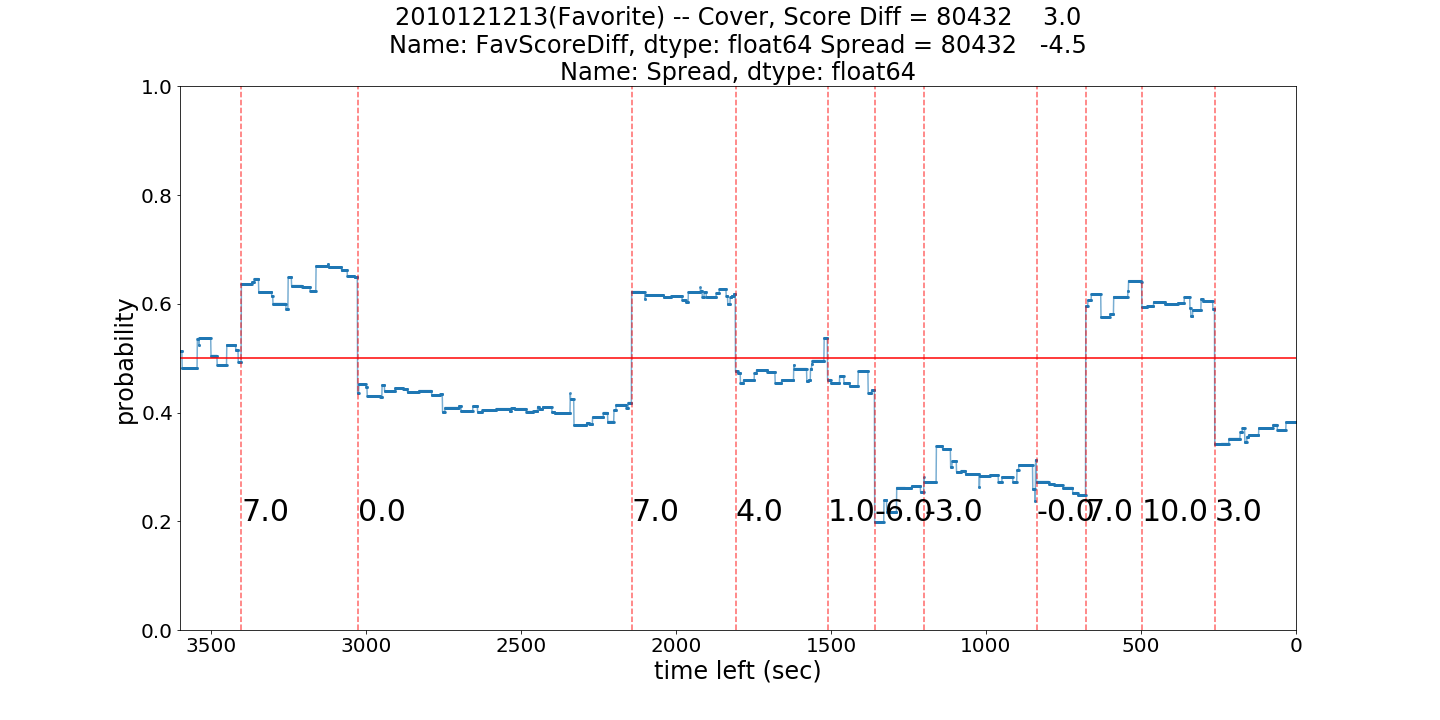 2010121213(Favorite) -- Cover, Score Diff = 80432    3.0
Name: FavScoreDiff, dtype: float64 Spread = 80432   -4.5
Name: Spread, dtype: float64
1.0
0.8
0.6
0.4
0.2
0.0
probability
7.0 0.0 7.0 4.0 1.0 -6.0 -3.0 -0.0 7.0 10.0 3.0
3500 3000 2500 2000 1500 1000 500 0
time left (sec)